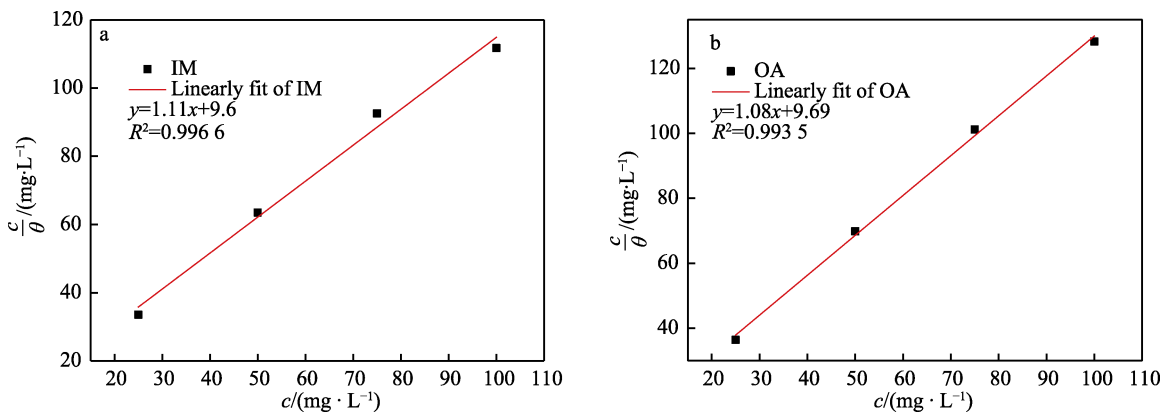 a
IM
Linearly fit of IM
y=1.11x+9.6
R²=0.996 6
120
100
80
60
40
20
c/θ /(mg·L⁻¹)
20 30 40 50 60 70 80 90 100 110
c/(mg · L⁻¹)
b
OA
Linearly fit of OA
y=1.08x+9.69
R²=0.993 5
120
100
80
60
40
c/θ /(mg·L⁻¹)
20 30 40 50 60 70 80 90 100 110
c/(mg · L⁻¹)